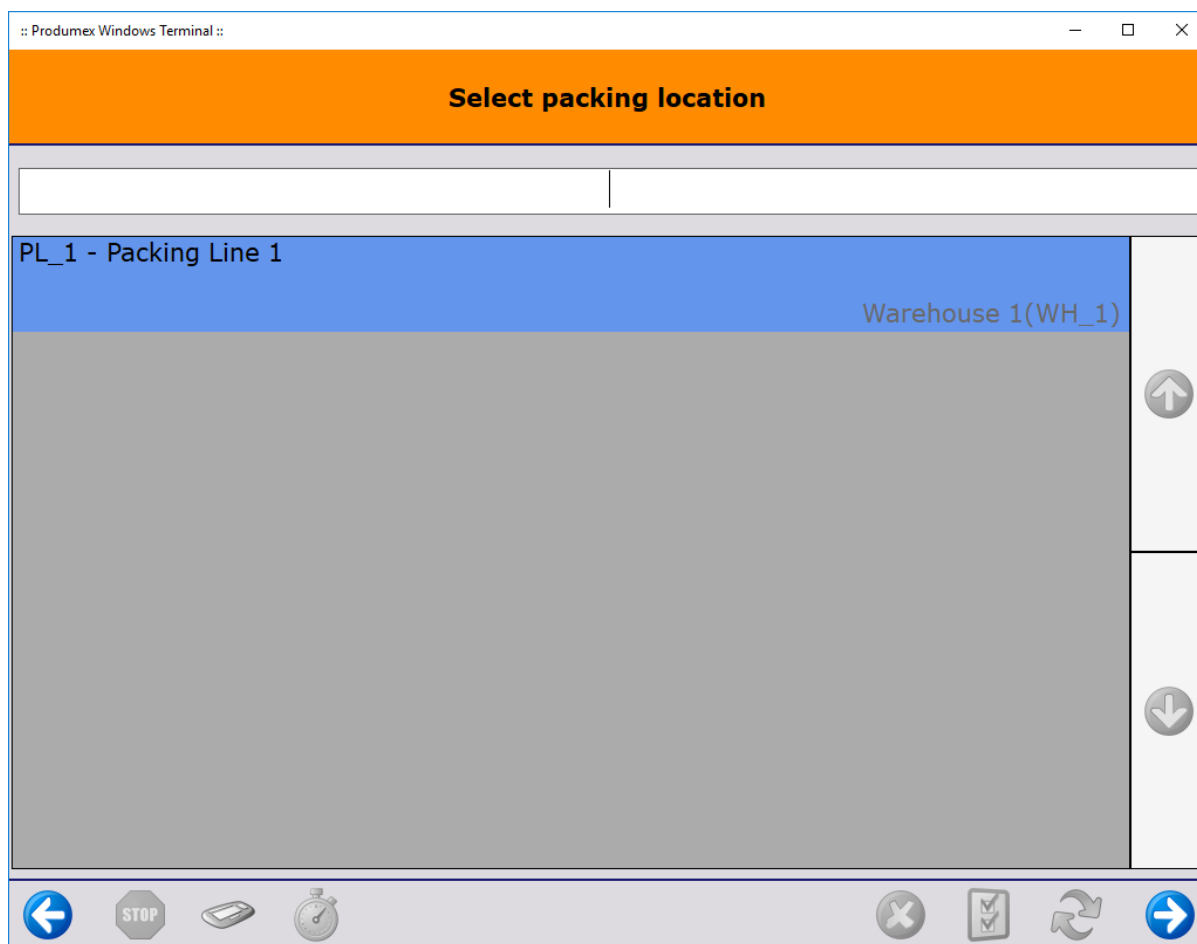 :: Produmex Windows Terminal ::
Select packing location
PL_1 - Packing Line 1
Warehouse 1(WH_1)
STOP